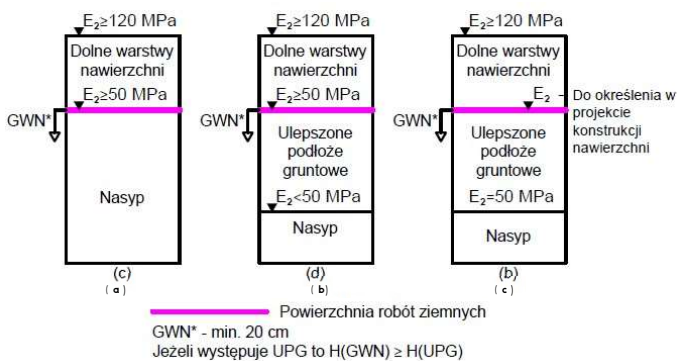 E₂≥120 MPa
Dolne warstwy
nawierzchni
E₂≥50 MPa
GWN*
Nasyp
(c)
( a )
E₂≥120 MPa
Dolne warstwy
nawierzchni
E₂≥50 MPa
GWN*
Ulepszone
podłoże
gruntowe
E₂<50 MPa
Nasyp
(d)
( b )
E₂≥120 MPa
Dolne warstwy
nawierzchni
E₂ - Do określenia w
projekcie
konstrukcji
nawierzchni
GWN*
Ulepszone
podłoże
gruntowe
E₂=50 MPa
Nasyp
(b)
( c )
Powierzchnia robót ziemnych
GWN* - min. 20 cm
Jeżeli występuje UPG to H(GWN) ≥ H(UPG)